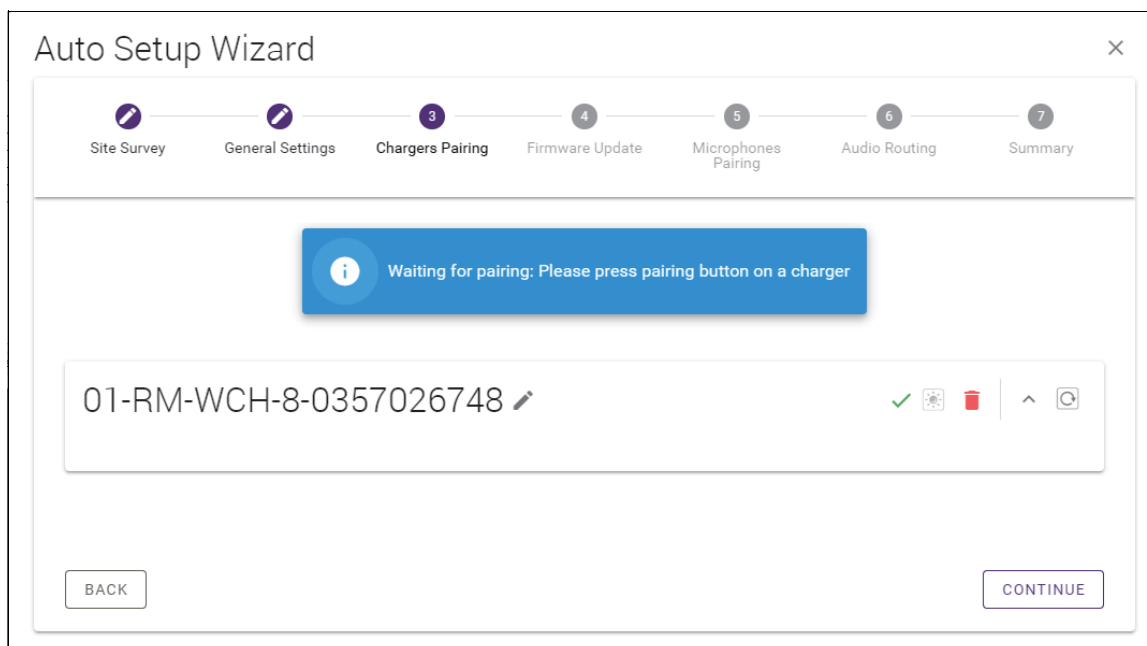 Auto Setup Wizard
3
4
5
6
7
Site Survey
General Settings
Chargers Pairing
Firmware Update
Microphones
Pairing
Audio Routing
Summary
Waiting for pairing: Please press pairing button on a charger
01-RM-WCH-8-0357026748
BACK
CONTINUE